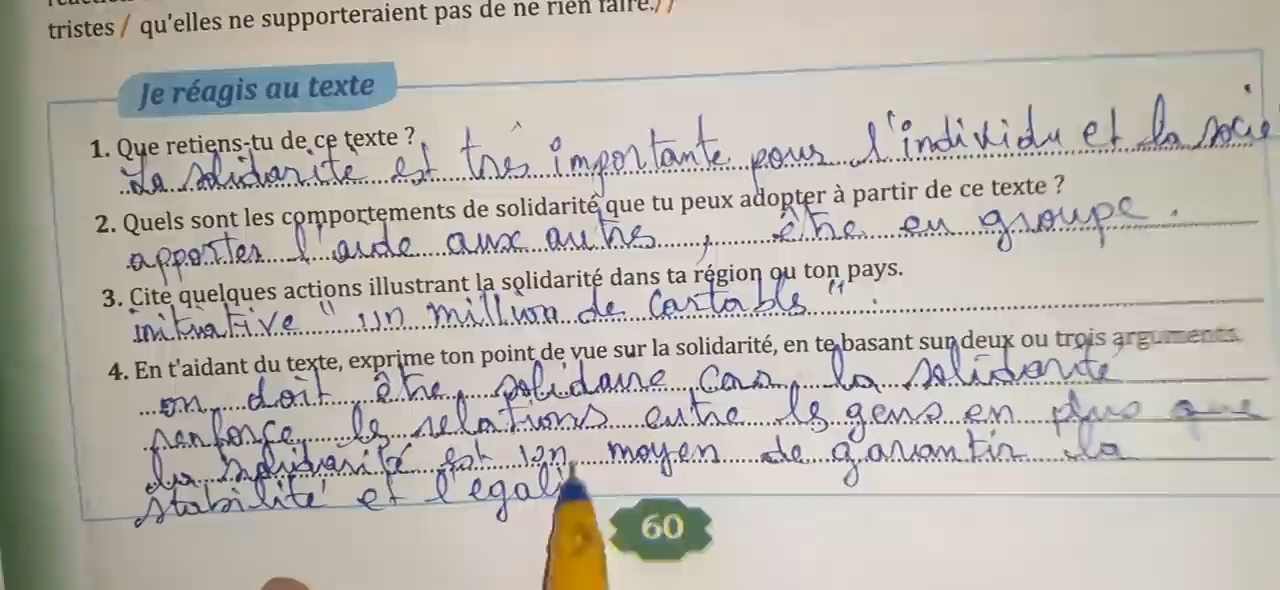 tristes / qu'elles ne supporteraient pas de ne rien faire.//
Je réagis au texte
1. Que retiens-tu de ce texte ?
La solidarité est très importante pour l'individu et la socié
2. Quels sont les comportements de solidarité que tu peux adopter à partir de ce texte ?
apporter l'aide aux autres, être en groupe.
3. Cite quelques actions illustrant la solidarité dans ta région ou ton pays.
initiative "un million de cartables".
4. En t'aidant du texte, exprime ton point de vue sur la solidarité, en te basant sur deux ou trois arguments.
on doit être solidaire car la solidarité
renforce les relations entre les gens en plus que
la solidarité est un moyen de garantir la
stabilité et l'égali
60